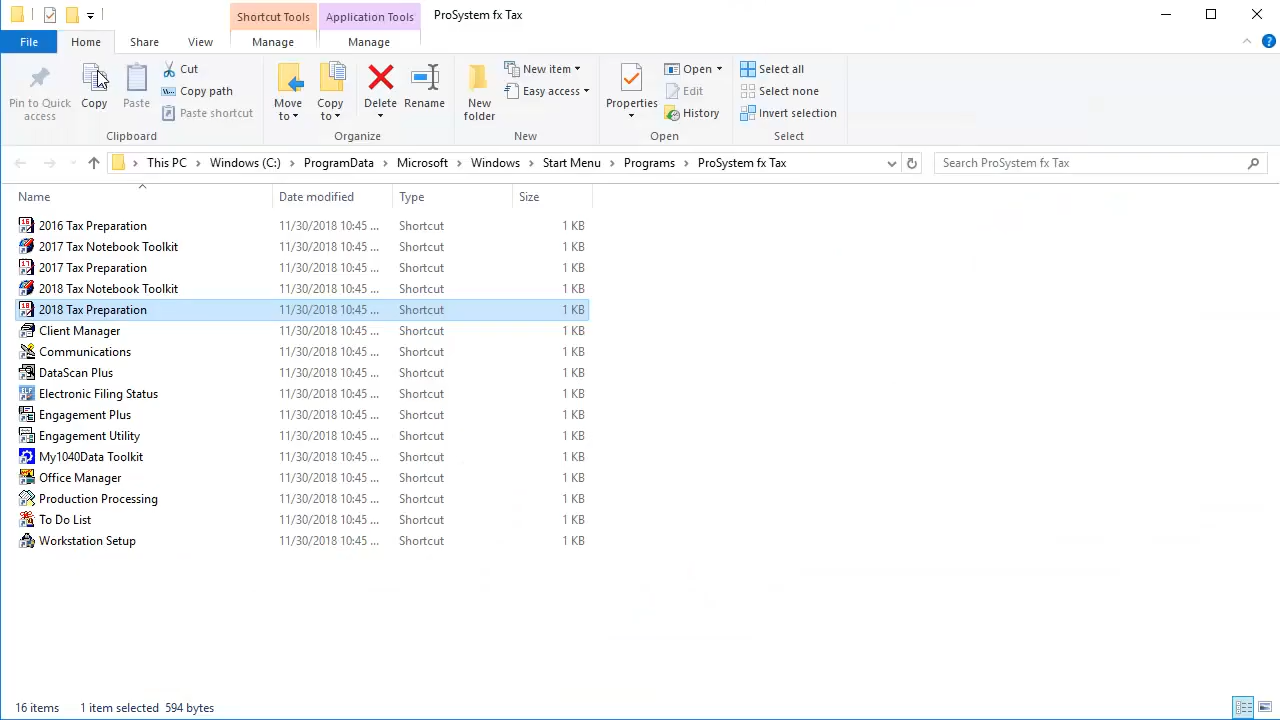 Shortcut Tools Application Tools ProSystem fx Tax
File Home Share View Manage Manage
Pin to Quick access
Copy
Paste
Cut
Copy path
Paste shortcut
Clipboard
Move to
Copy to
Delete
Rename
Organize
New folder
New item
Easy access
New
Properties
Open
Edit
History
Open
Select all
Select none
Invert selection
Select
This PC Windows (C:) ProgramData Microsoft Windows Start Menu Programs ProSystem fx Tax
Search ProSystem fx Tax
Name Date modified Type Size
2016 Tax Preparation 11/30/2018 10:45 ... Shortcut 1 KB
2017 Tax Notebook Toolkit 11/30/2018 10:45 ... Shortcut 1 KB
2017 Tax Preparation 11/30/2018 10:45 ... Shortcut 1 KB
2018 Tax Notebook Toolkit 11/30/2018 10:45 ... Shortcut 1 KB
2018 Tax Preparation 11/30/2018 10:45 ... Shortcut 1 KB
Client Manager 11/30/2018 10:45 ... Shortcut 1 KB
Communications 11/30/2018 10:45 ... Shortcut 1 KB
DataScan Plus 11/30/2018 10:45 ... Shortcut 1 KB
Electronic Filing Status 11/30/2018 10:45 ... Shortcut 1 KB
Engagement Plus 11/30/2018 10:45 ... Shortcut 1 KB
Engagement Utility 11/30/2018 10:45 ... Shortcut 1 KB
My1040Data Toolkit 11/30/2018 10:45 ... Shortcut 1 KB
Office Manager 11/30/2018 10:45 ... Shortcut 1 KB
Production Processing 11/30/2018 10:45 ... Shortcut 1 KB
To Do List 11/30/2018 10:45 ... Shortcut 1 KB
Workstation Setup 11/30/2018 10:45 ... Shortcut 1 KB
16 items 1 item selected 594 bytes